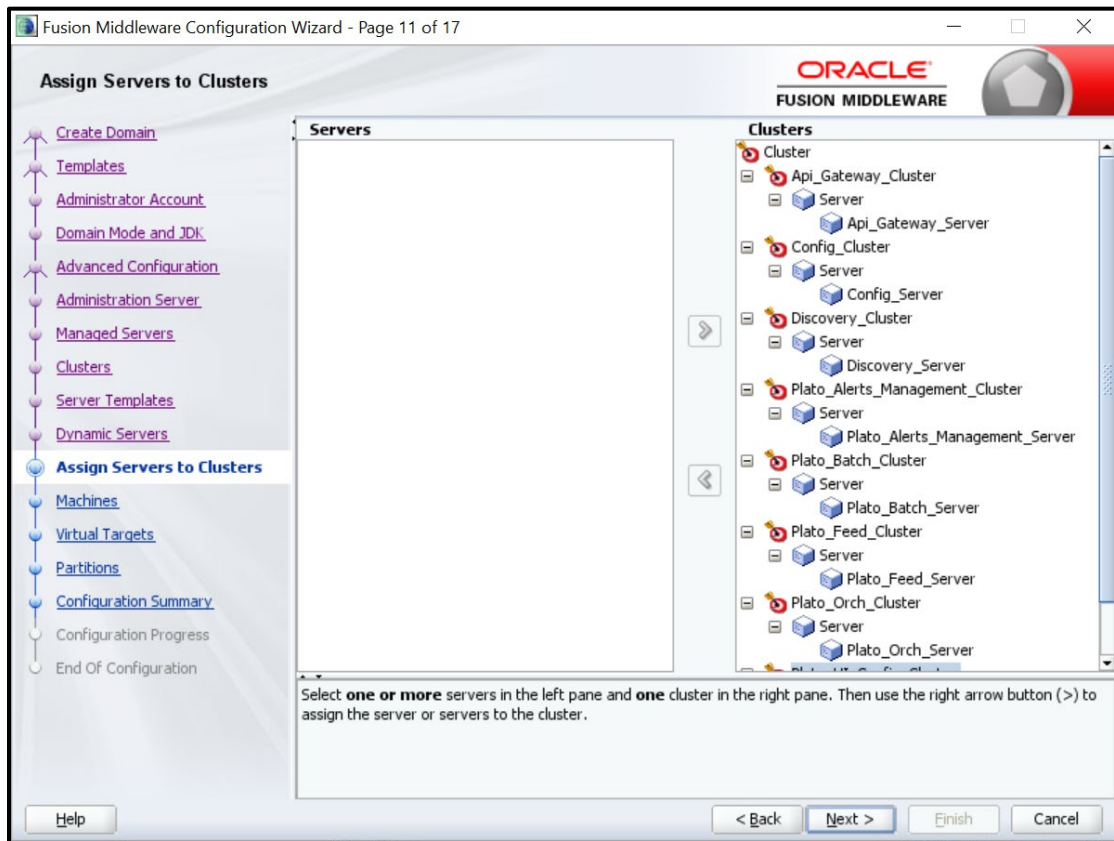 Fusion Middleware Configuration Wizard - Page 11 of 17
Assign Servers to Clusters
ORACLE
FUSION MIDDLEWARE
Create Domain
Templates
Administrator Account
Domain Mode and JDK
Advanced Configuration
Administration Server
Managed Servers
Clusters
Server Templates
Dynamic Servers
Assign Servers to Clusters
Machines
Virtual Targets
Partitions
Configuration Summary
Configuration Progress
End Of Configuration
Servers
Clusters
Cluster
Api_Gateway_Cluster
Server
Api_Gateway_Server
Config_Cluster
Server
Config_Server
Discovery_Cluster
Server
Discovery_Server
Plato_Alerts_Management_Cluster
Server
Plato_Alerts_Management_Server
Plato_Batch_Cluster
Server
Plato_Batch_Server
Plato_Feed_Cluster
Server
Plato_Feed_Server
Plato_Orch_Cluster
Server
Plato_Orch_Server
Select one or more servers in the left pane and one cluster in the right pane. Then use the right arrow button (>) to
assign the server or servers to the cluster.
Help
< Back
Next >
Finish
Cancel